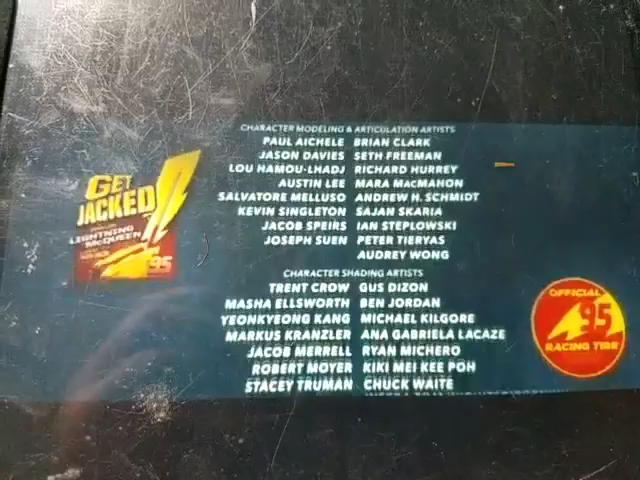 CHARACTER MODELING & ARTICULATION ARTISTS
PAUL AICHELE BRIAN CLARK
JASON DAVIES SETH FREEMAN
LOU HAMOU-LHADJ RICHARD HURREY
AUSTIN LEE MARA MACMAHON
SALVATORE MELLUSO ANDREW H. SCHMIDT
KEVIN SINGLETON SAJAN SKARIA
JACOB SPEIRS IAN STEPLOWSKI
JOSEPH SUEN PETER TIERYAS
AUDREY WONG
CHARACTER SHADING ARTISTS
TRENT CROW GUS DIZON
MASHA ELLSWORTH BEN JORDAN
YEONKYEONG KANG MICHAEL KILGORE
MARKUS KRANZLER ANA GABRIELA LACAZE
JACOB MERRELL RYAN MICHERO
ROBERT MOYER KIKI MEI KEE POH
STACEY TRUMAN CHUCK WAITE
GET
JACKED
LIGHTNING
MCQUEEN
95
OFFICIAL
95
RACING TIRE